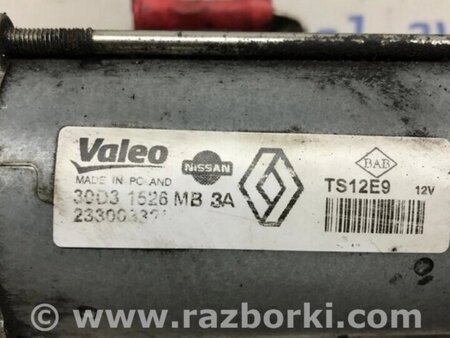 Valeo
NISSAN
BAB
MADE IN POLAND
TS12E9 12V
30D3 1526 MB 3A
© www.razborki.com